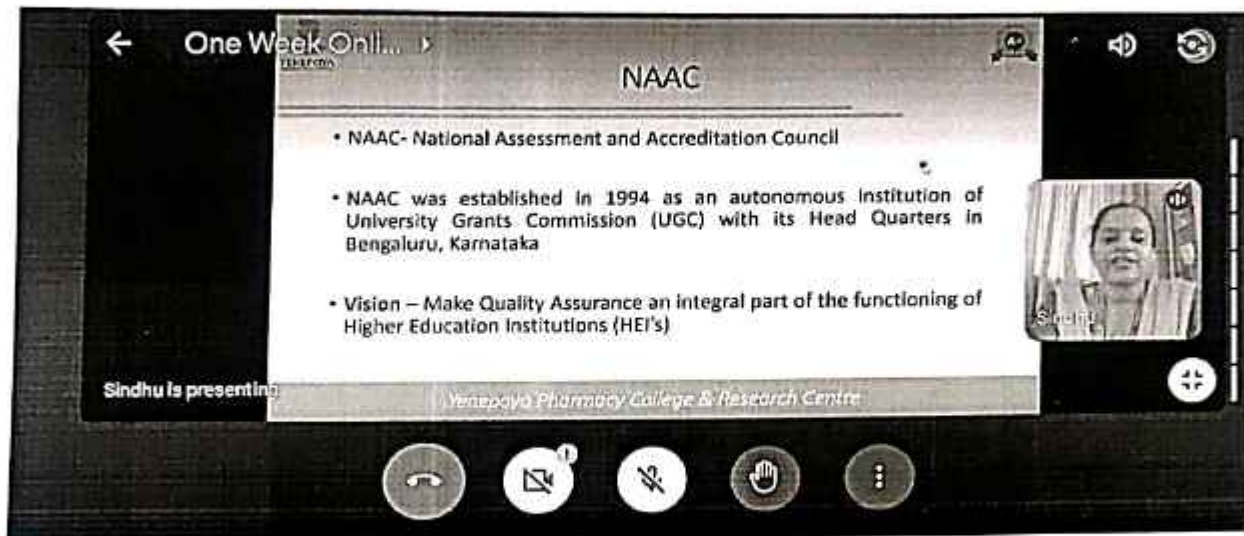 One Week Onli...
YENEPOYA
A+
NAAC
• NAAC- National Assessment and Accreditation Council
• NAAC was established in 1994 as an autonomous institution of
University Grants Commission (UGC) with its Head Quarters in
Bengaluru, Karnataka
• Vision – Make Quality Assurance an integral part of the functioning of
Higher Education Institutions (HEI's)
Sindhu
Sindhu is presenting
Yenepoya Pharmacy College & Research Centre